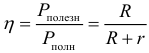 η = Pполезн / Pполн = R / (R + r)